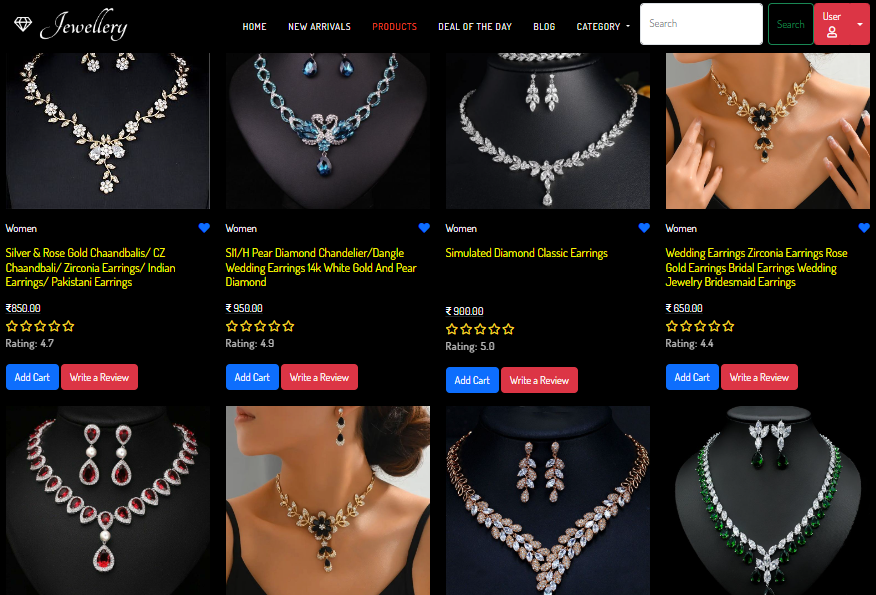 Jewellery
HOME
NEW ARRIVALS
PRODUCTS
DEAL OF THE DAY
BLOG
CATEGORY
Search
Search
User
Women
Silver & Rose Gold Chaandbalis/ CZ
Chaandbali/ Zirconia Earrings/ Indian
Earrings/ Pakistani Earrings
₹850.00
Rating: 4.7
Add Cart
Write a Review
Women
SI1/H Pear Diamond Chandelier/Dangle
Wedding Earrings 14k White Gold And Pear
Diamond
₹ 950.00
Rating: 4.9
Add Cart
Write a Review
Women
Simulated Diamond Classic Earrings
₹ 900.00
Rating: 5.0
Add Cart
Write a Review
Women
Wedding Earrings Zirconia Earrings Rose
Gold Earrings Bridal Earrings Wedding
Jewelry Bridesmaid Earrings
₹ 650.00
Rating: 4.4
Add Cart
Write a Review